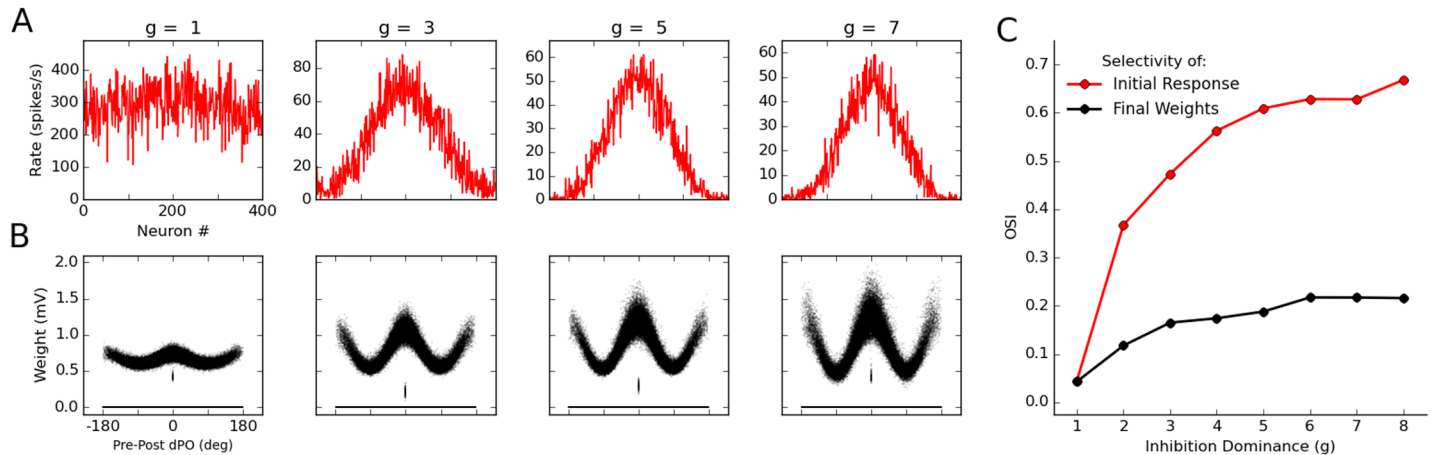 A
g = 1
g = 3
g = 5
g = 7
Rate (spikes/s)
400
300
200
100
0
0
200
400
Neuron #
80
60
40
20
0
60
50
40
30
20
10
0
60
50
40
30
20
10
0
B
Weight (mV)
2.0
1.5
1.0
0.5
0.0
-180
0
180
Pre-Post dPO (deg)
C
OSI
0.7
0.6
0.5
0.4
0.3
0.2
0.1
0.0
Selectivity of:
Initial Response
Final Weights
1 2 3 4 5 6 7 8
Inhibition Dominance (g)